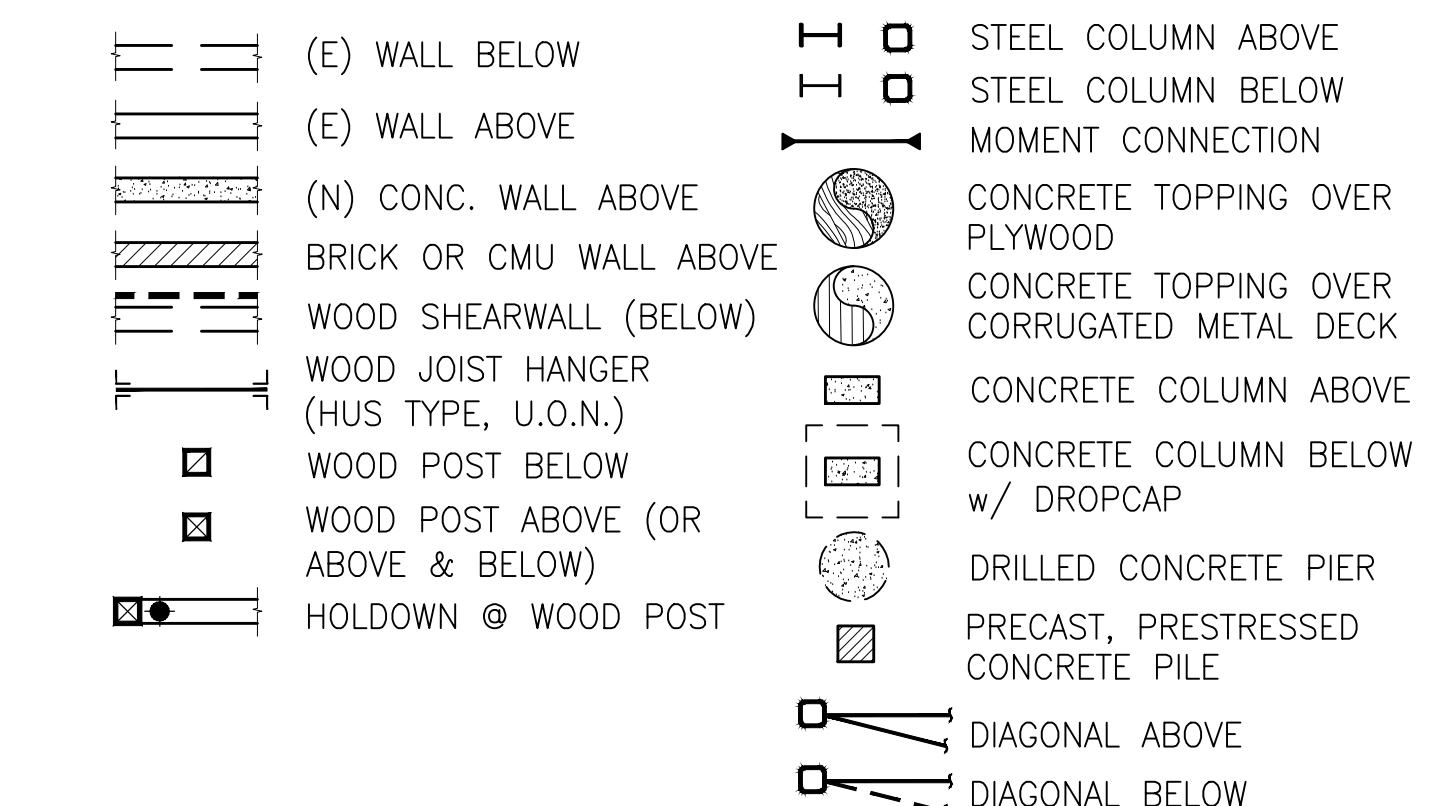 (E) WALL BELOW
(E) WALL ABOVE
(N) CONC. WALL ABOVE
BRICK OR CMU WALL ABOVE
WOOD SHEARWALL (BELOW)
WOOD JOIST HANGER
(HUS TYPE, U.O.N.)
WOOD POST BELOW
WOOD POST ABOVE (OR
ABOVE & BELOW)
HOLDOWN @ WOOD POST
STEEL COLUMN ABOVE
STEEL COLUMN BELOW
MOMENT CONNECTION
CONCRETE TOPPING OVER
PLYWOOD
CONCRETE TOPPING OVER
CORRUGATED METAL DECK
CONCRETE COLUMN ABOVE
CONCRETE COLUMN BELOW
w/ DROPCAP
DRILLED CONCRETE PIER
PRECAST, PRESTRESSED
CONCRETE PILE
DIAGONAL ABOVE
DIAGONAL BELOW